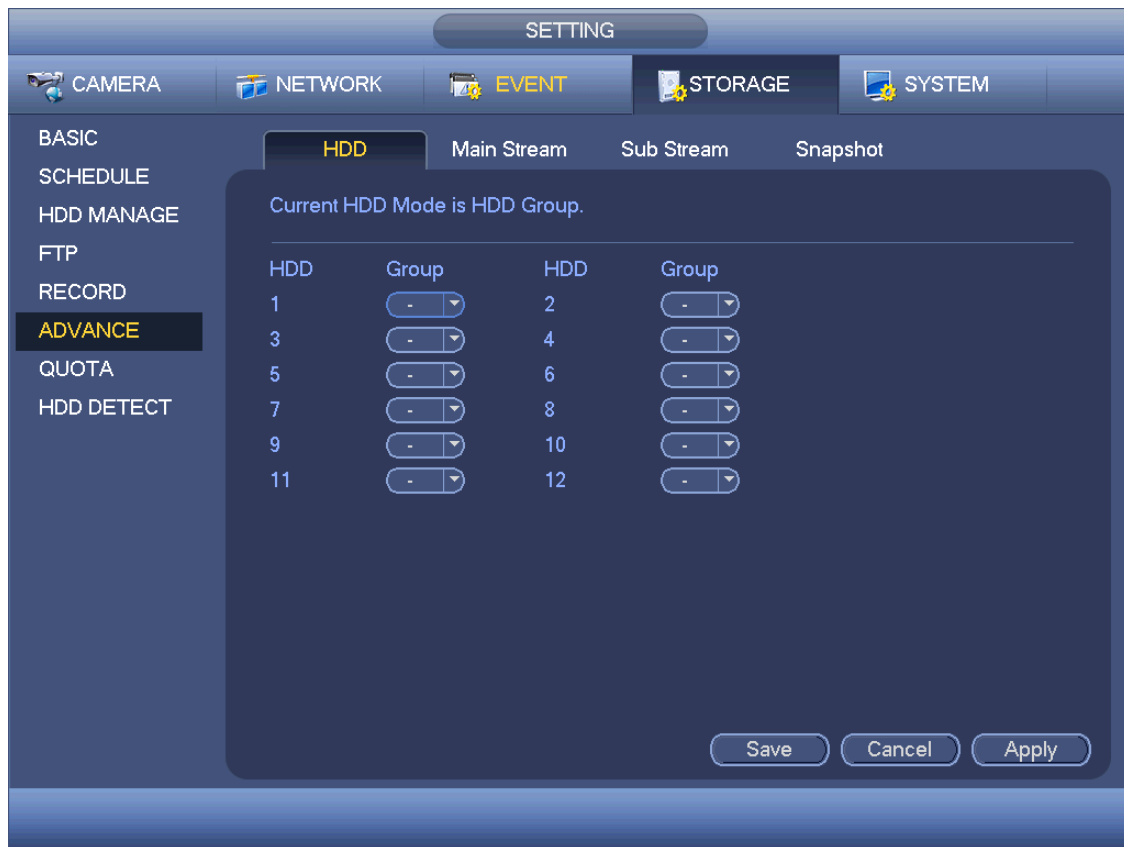 SETTING
CAMERA NETWORK EVENT STORAGE SYSTEM
BASIC
SCHEDULE
HDD MANAGE
FTP
RECORD
ADVANCE
QUOTA
HDD DETECT
HDD Main Stream Sub Stream Snapshot
Current HDD Mode is HDD Group.
HDD Group HDD Group
1 - 2 -
3 - 4 -
5 - 6 -
7 - 8 -
9 - 10 -
11 - 12 -
Save Cancel Apply